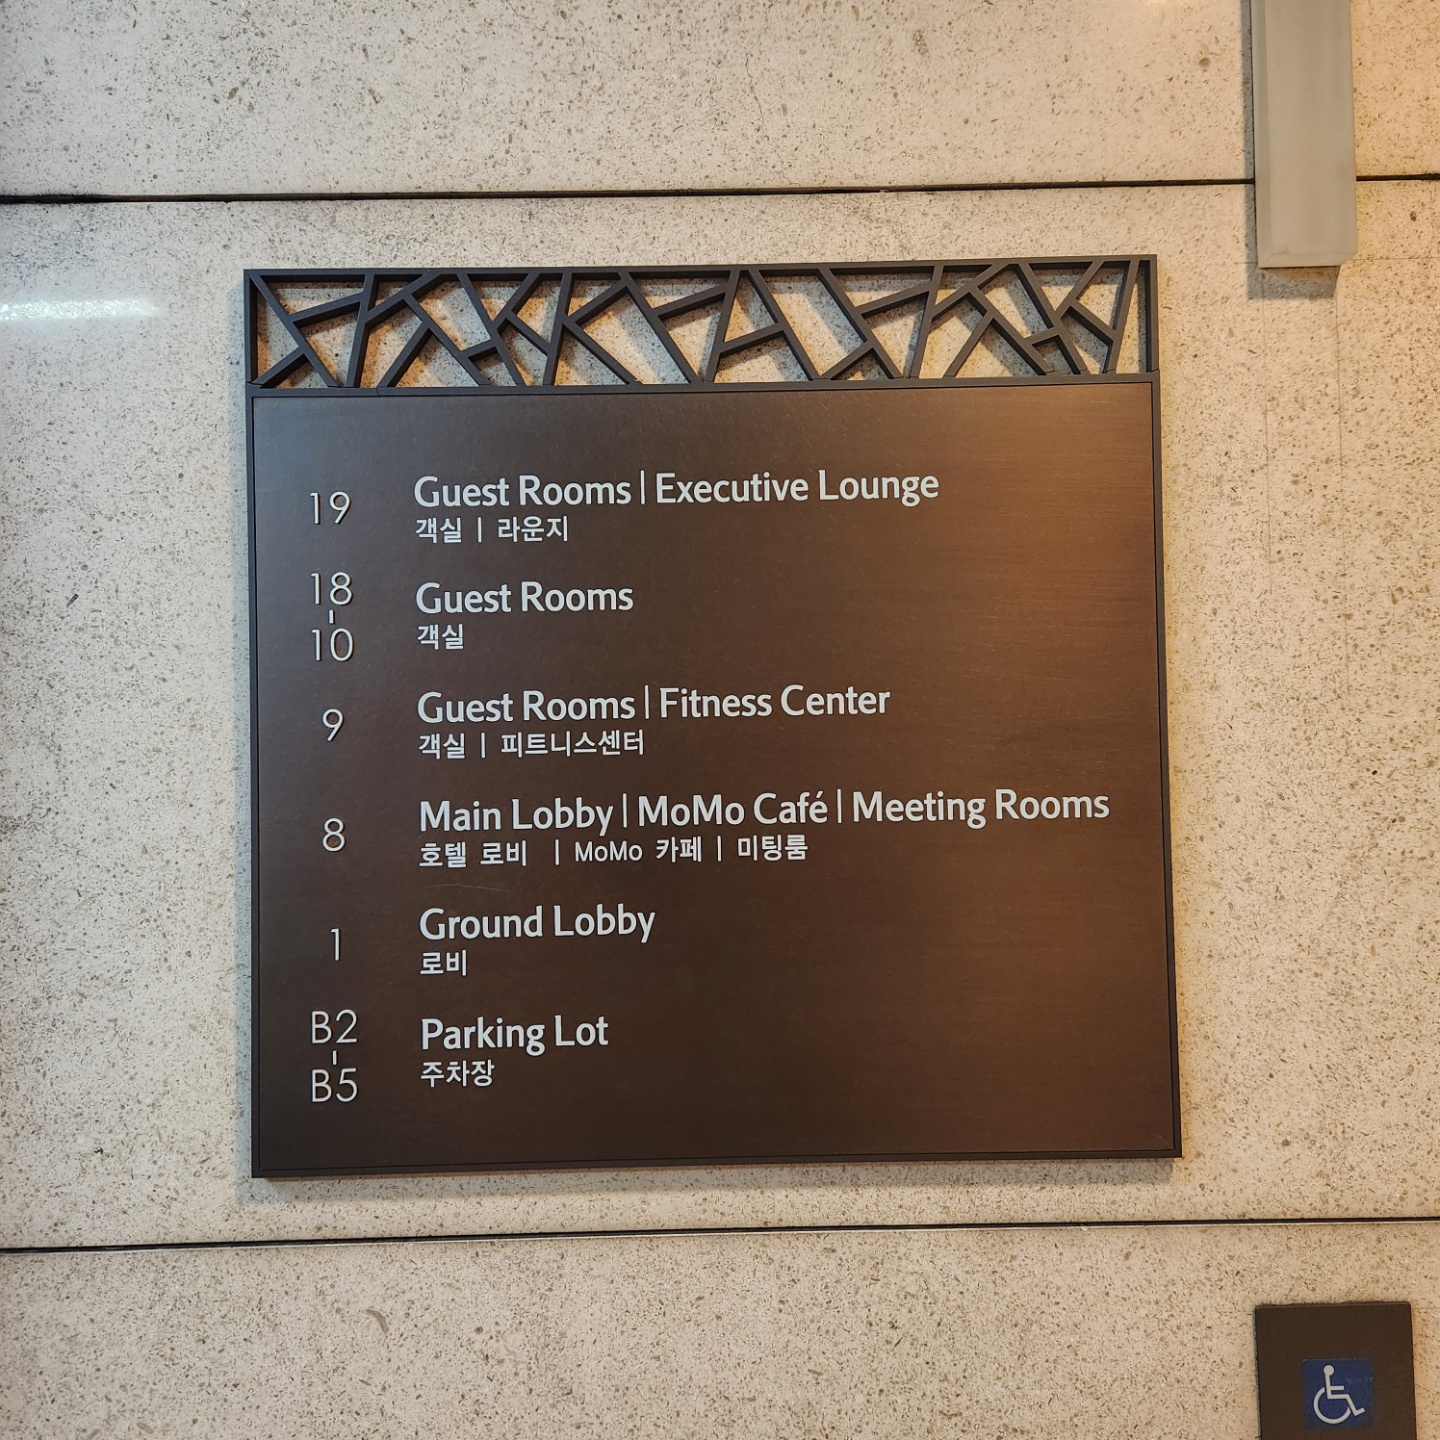 19
Guest Rooms | Executive Lounge
객실 | 라운지
18
-
10
Guest Rooms
객실
9
Guest Rooms | Fitness Center
객실 | 피트니스센터
8
Main Lobby | MoMo Café | Meeting Rooms
호텔 로비 | MoMo 카페 | 미팅룸
1
Ground Lobby
로비
B2
-
B5
Parking Lot
주차장